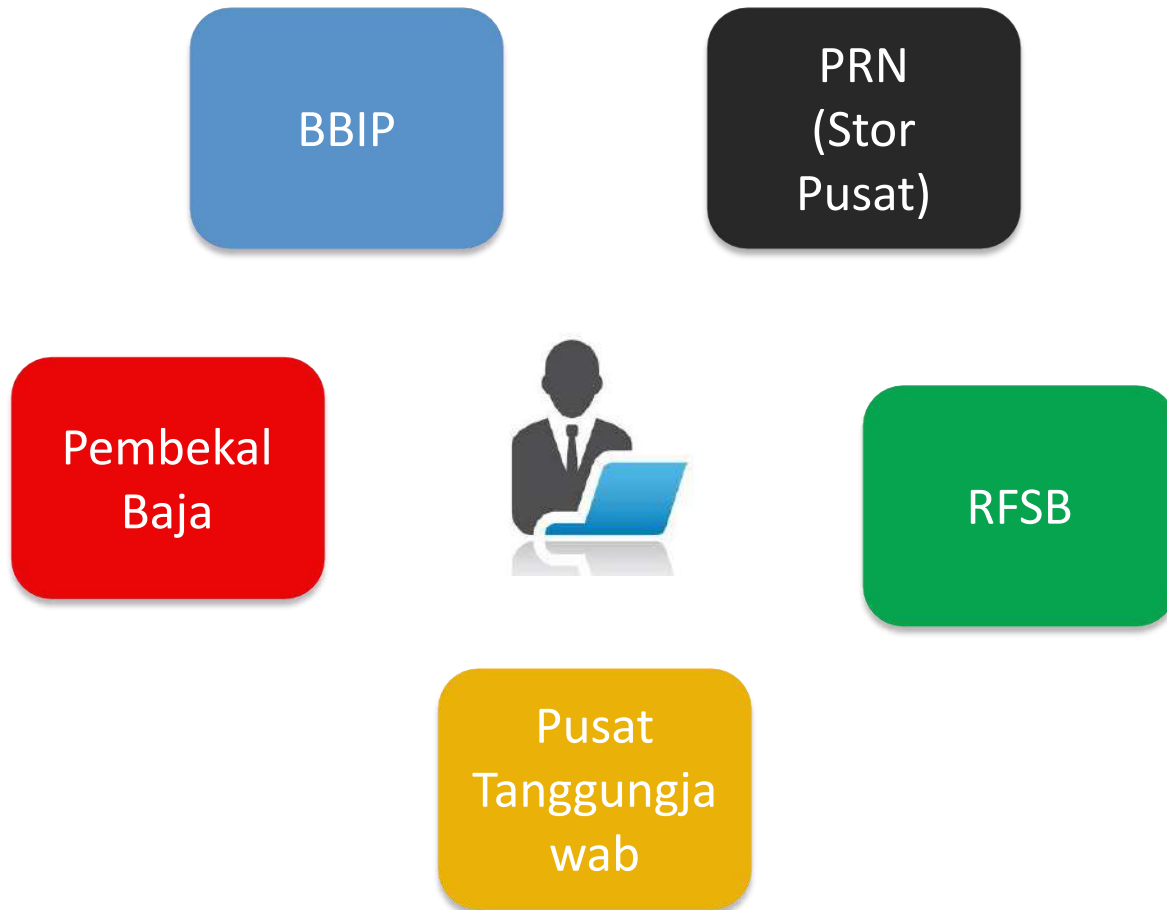 BBIP
PRN
(Stor
Pusat)
Pembekal
Baja
RFSB
Pusat
Tanggungja
wab